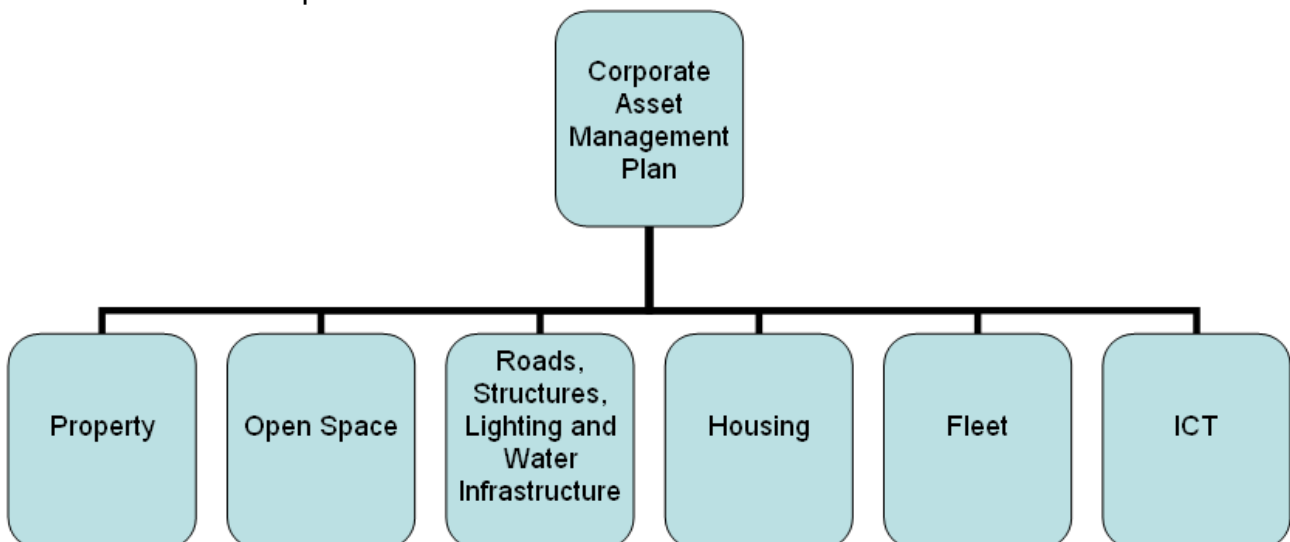 Corporate
Asset
Management
Plan
Property
Open Space
Roads,
Structures,
Lighting and
Water
Infrastructure
Housing
Fleet
ICT